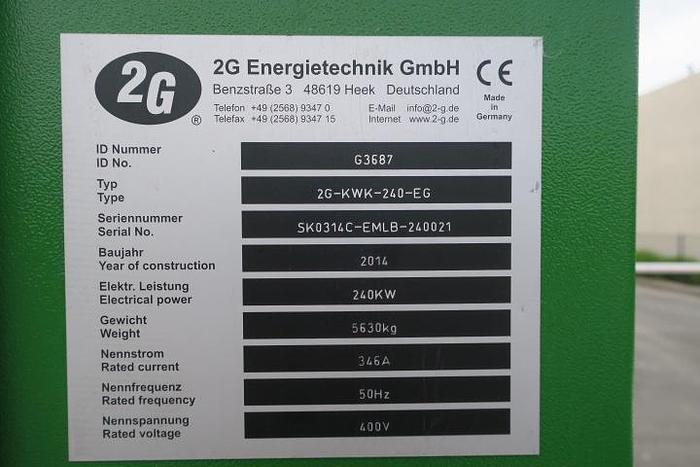 2G
®
2G Energietechnik GmbH
Benzstraße 3 48619 Heek Deutschland
Telefon +49 (2568) 9347 0 E-Mail info@2-g.de
Telefax +49 (2568) 9347 15 Internet www.2-g.de
CE
Made
in
Germany
ID Nummer
ID No.
G3687
Typ
Type
2G-KWK-240-EG
Seriennummer
Serial No.
SK0314C-EMLB-240021
Baujahr
Year of construction
2014
Elektr. Leistung
Electrical power
240KW
Gewicht
Weight
5630kg
Nennstrom
Rated current
346A
Nennfrequenz
Rated frequency
50Hz
Nennspannung
Rated voltage
400V